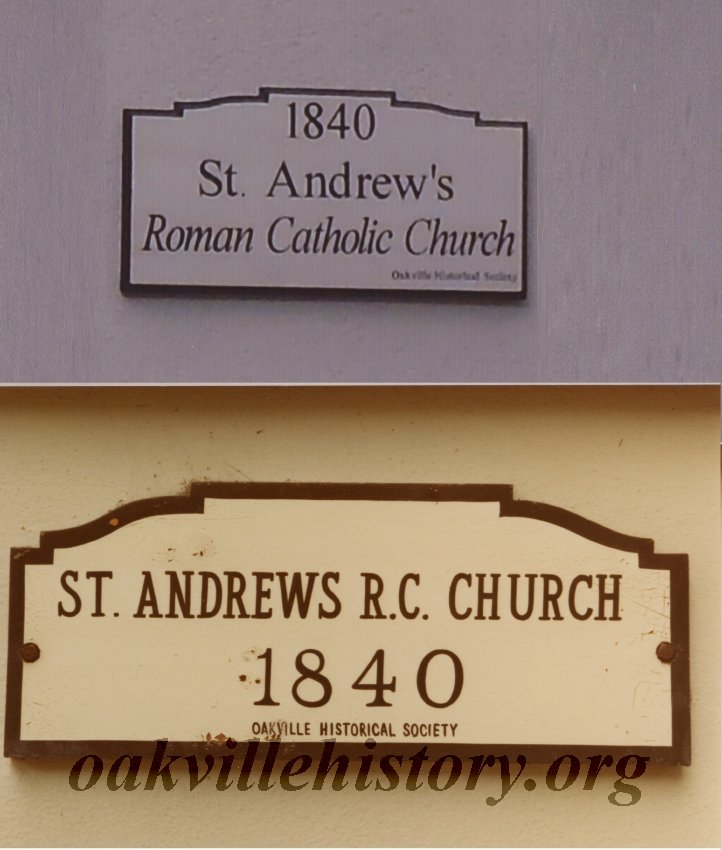 1840
St. Andrew's
Roman Catholic Church
Oakville Historical Society
ST. ANDREWS R.C. CHURCH
1840
OAKVILLE HISTORICAL SOCIETY
oakvillehistory.org